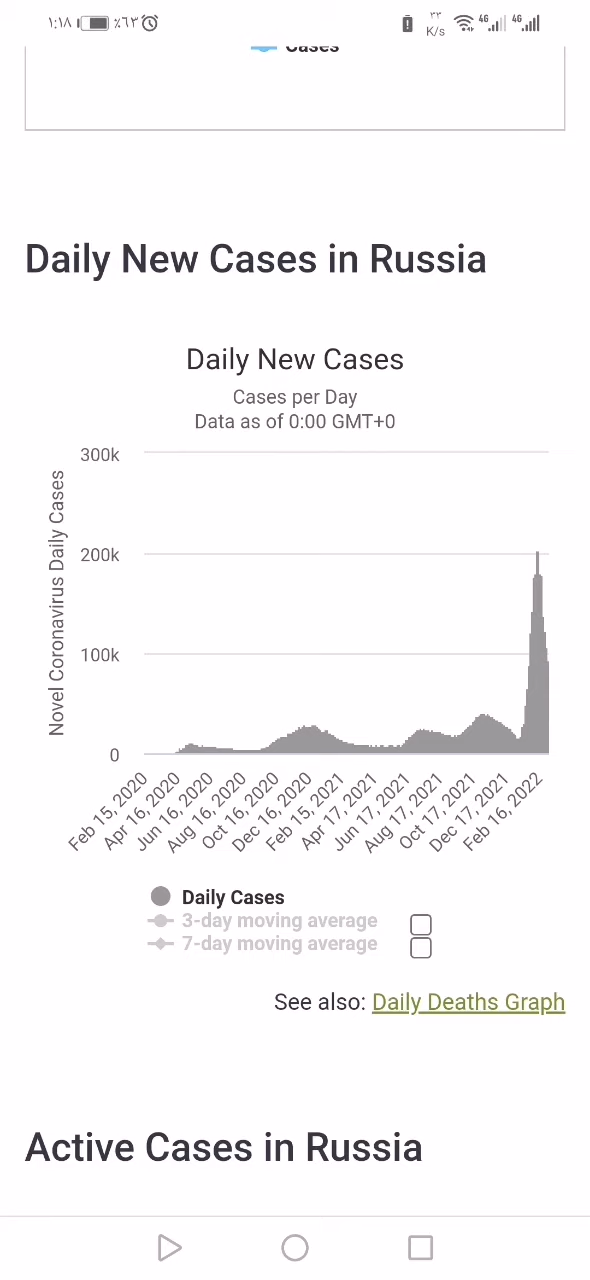 ١:١٨ ٪٦٣ ٣٣ K/s 4G 4G
Cases
Daily New Cases in Russia
Daily New Cases
Cases per Day
Data as of 0:00 GMT+0
Novel Coronavirus Daily Cases
300k
200k
100k
0
Feb 15, 2020
Apr 16, 2020
Jun 16, 2020
Aug 16, 2020
Oct 16, 2020
Dec 16, 2020
Feb 15, 2021
Apr 17, 2021
Jun 17, 2021
Aug 17, 2021
Oct 17, 2021
Dec 17, 2021
Feb 16, 2022
Daily Cases
3-day moving average
7-day moving average
See also: Daily Deaths Graph
Active Cases in Russia